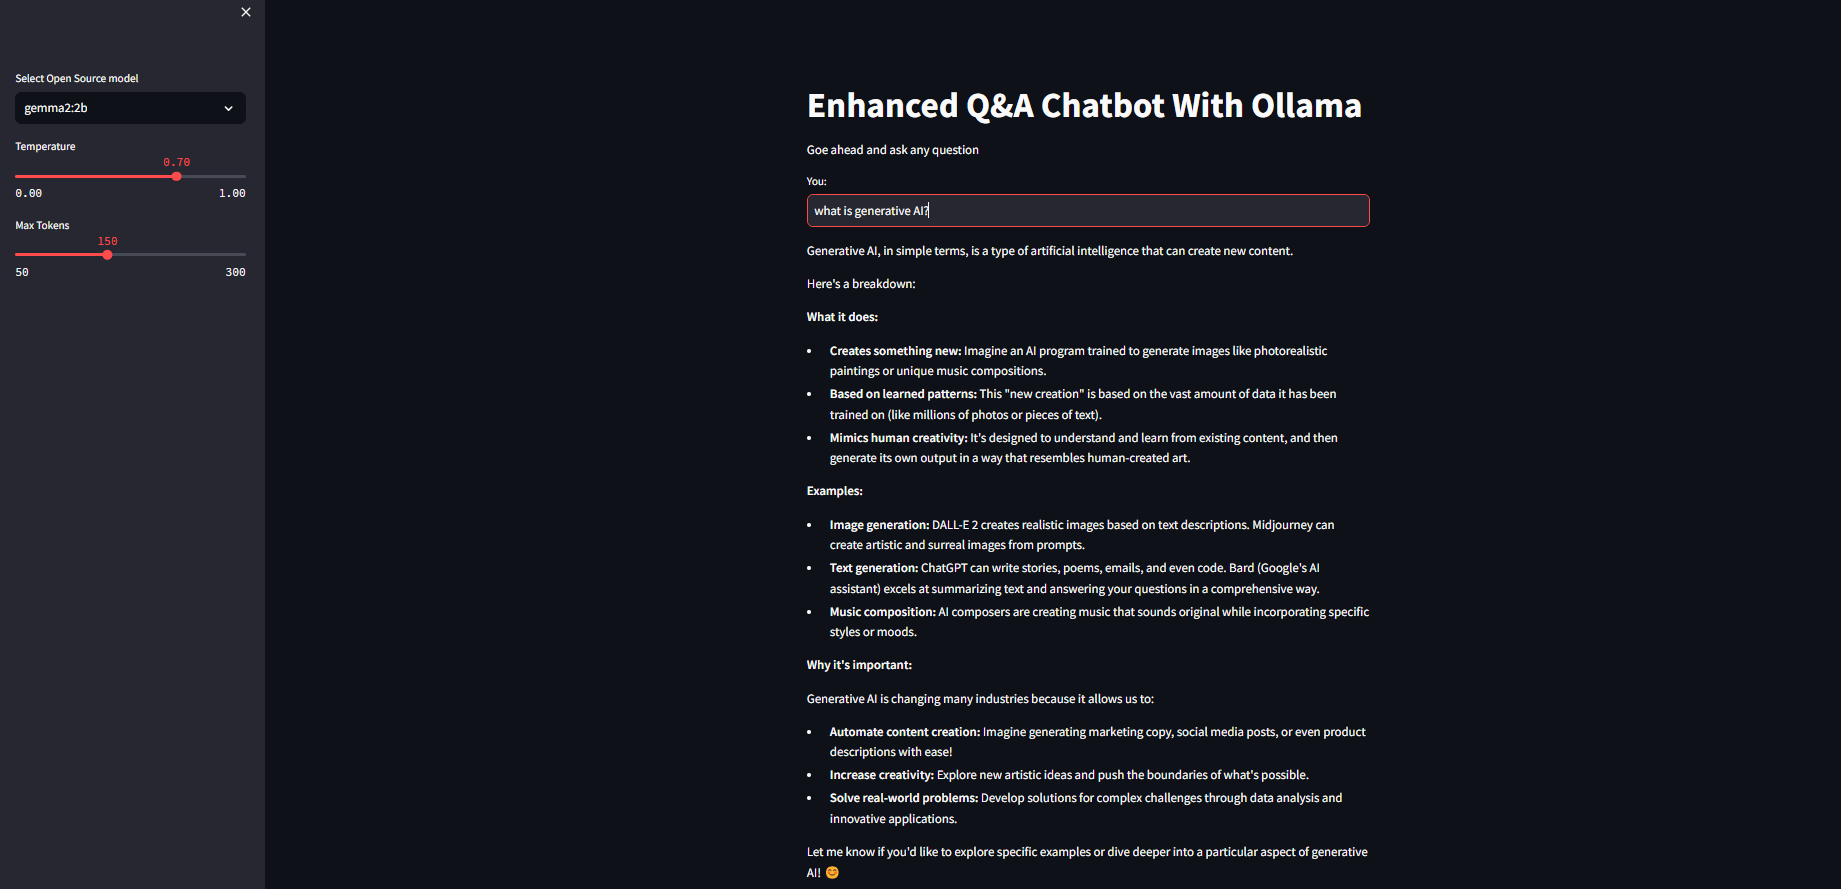 Select Open Source model
gemma2:2b
Temperature
0.70
0.00 1.00
Max Tokens
150
50 300
Enhanced Q&A Chatbot With Ollama
Goe ahead and ask any question
You:
what is generative AI?
Generative AI, in simple terms, is a type of artificial intelligence that can create new content.
Here's a breakdown:
What it does:
• Creates something new: Imagine an AI program trained to generate images like photorealistic
paintings or unique music compositions.
• Based on learned patterns: This "new creation" is based on the vast amount of data it has been
trained on (like millions of photos or pieces of text).
• Mimics human creativity: It's designed to understand and learn from existing content, and then
generate its own output in a way that resembles human-created art.
Examples:
• Image generation: DALL-E 2 creates realistic images based on text descriptions. Midjourney can
create artistic and surreal images from prompts.
• Text generation: ChatGPT can write stories, poems, emails, and even code. Bard (Google's AI
assistant) excels at summarizing text and answering your questions in a comprehensive way.
• Music composition: AI composers are creating music that sounds original while incorporating specific
styles or moods.
Why it's important:
Generative AI is changing many industries because it allows us to:
• Automate content creation: Imagine generating marketing copy, social media posts, or even product
descriptions with ease!
• Increase creativity: Explore new artistic ideas and push the boundaries of what's possible.
• Solve real-world problems: Develop solutions for complex challenges through data analysis and
innovative applications.
Let me know if you'd like to explore specific examples or dive deeper into a particular aspect of generative
AI! 😊